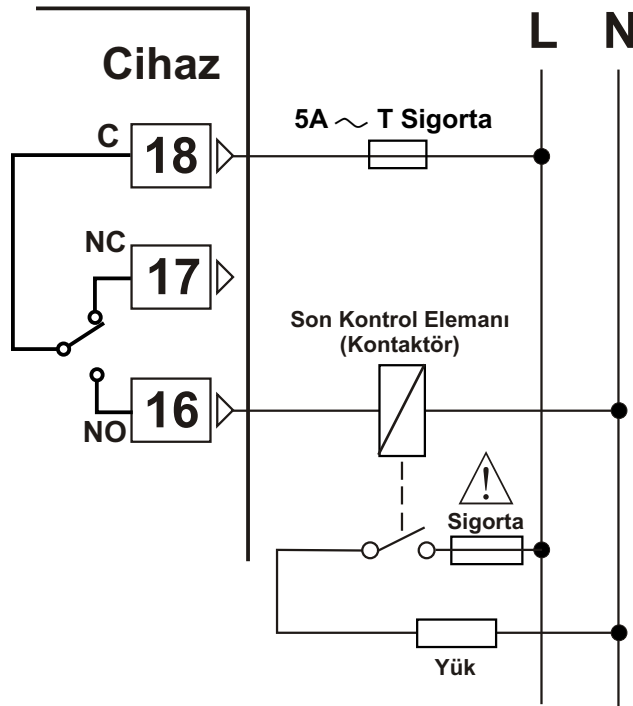 L N
Cihaz
5A ~ T Sigorta
C
18
NC
17
Son Kontrol Elemanı
(Kontaktör)
16
NO
!
Sigorta
Yük